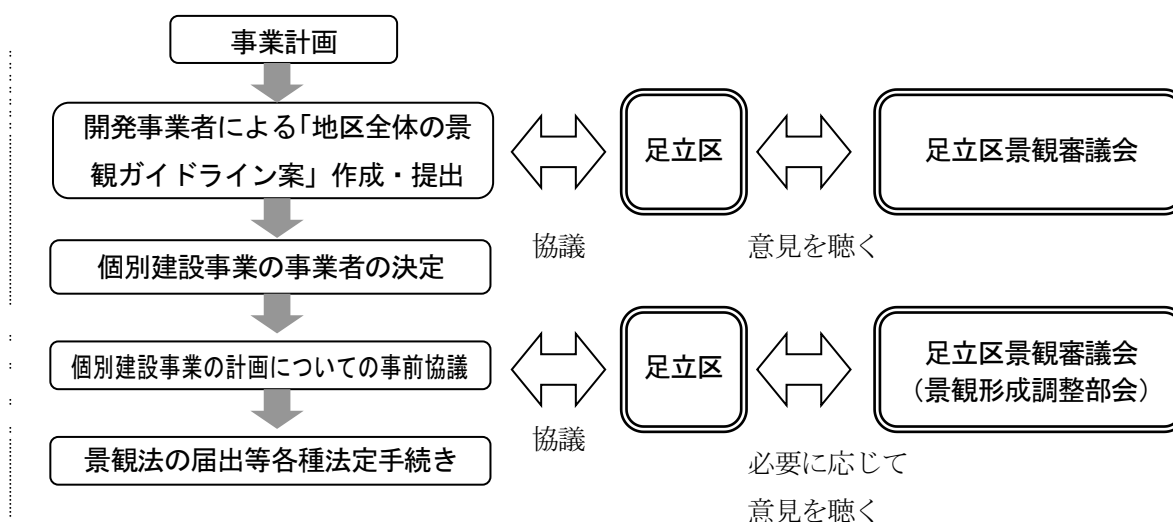 事業計画
開発事業者による「地区全体の景
観ガイドライン案」作成・提出
足立区
足立区景観審議会
協議
意見を聴く
個別建設事業の事業者の決定
個別建設事業の計画についての事前協議
足立区
足立区景観審議会
（景観形成調整部会）
協議
景観法の届出等各種法定手続き
必要に応じて
意見を聴く